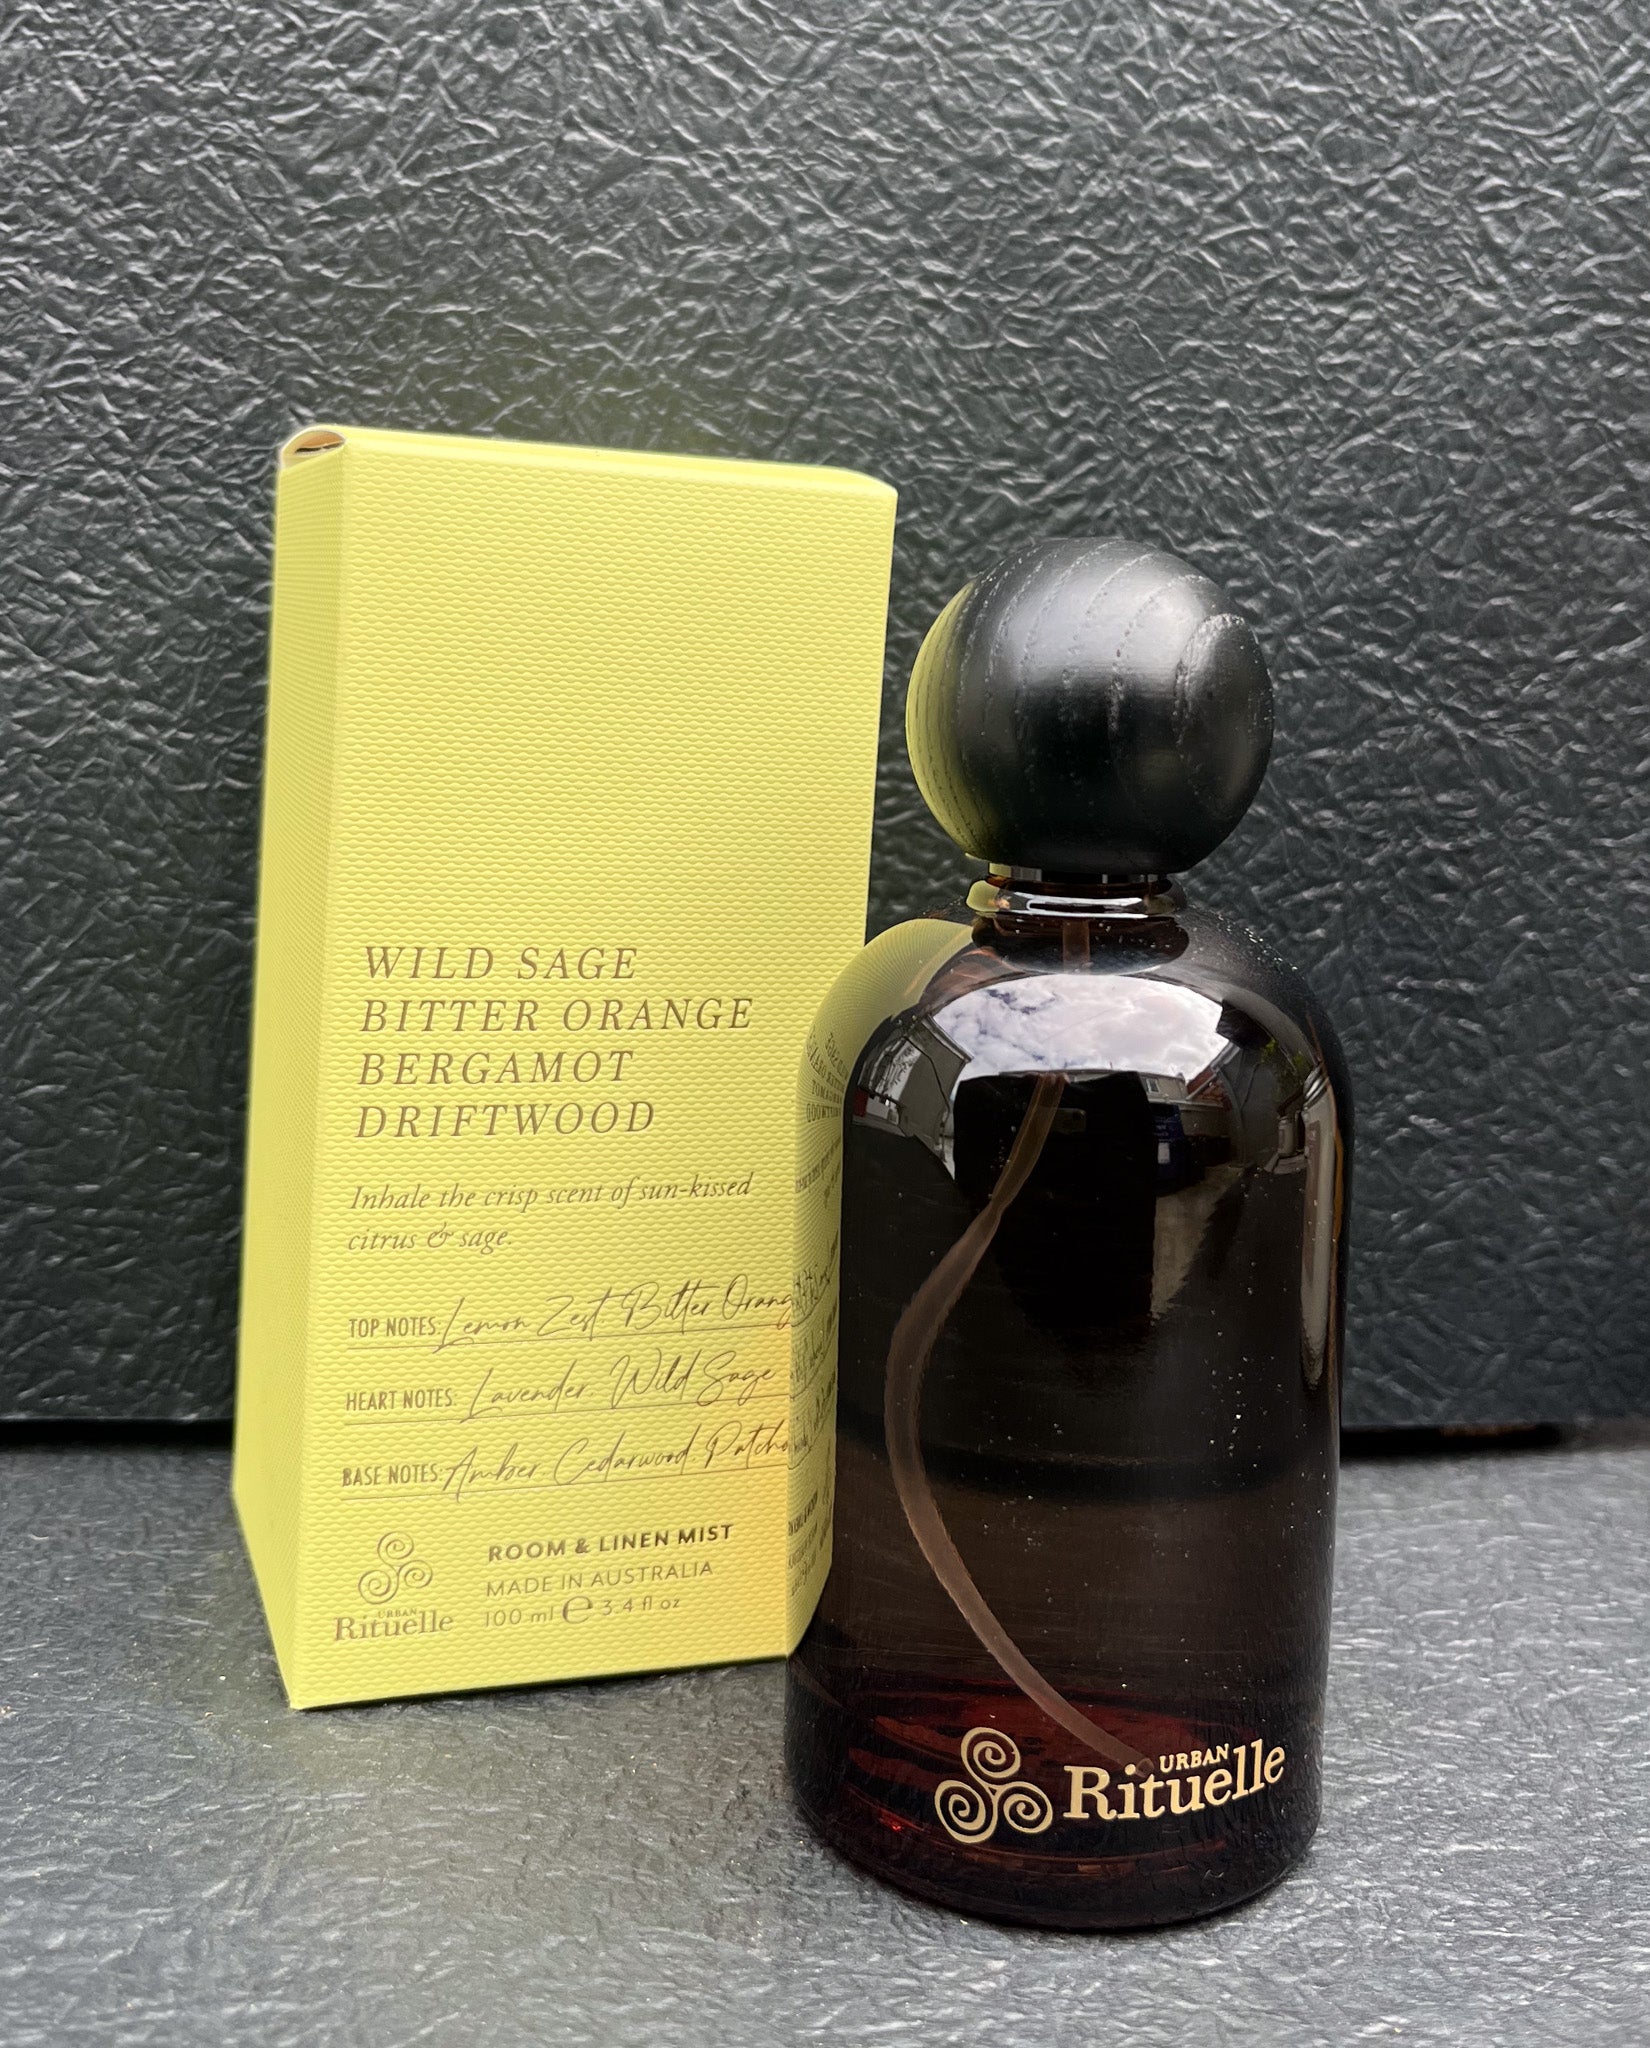 WILD SAGE
BITTER ORANGE
BERGAMOT
DRIFTWOOD
Inhale the crisp scent of sun-kissed
citrus & sage.
TOP NOTES: Lemon Zest. Bitter Orang
HEART NOTES. Lavender. Wild Sage
BASE NOTES: Amber. Cedarwood. Patcho
ROOM & LINEN MIST
MADE IN AUSTRALIA
100 ml ℮ 3.4 fl oz
URBAN
Rituelle
URBAN
Rituelle